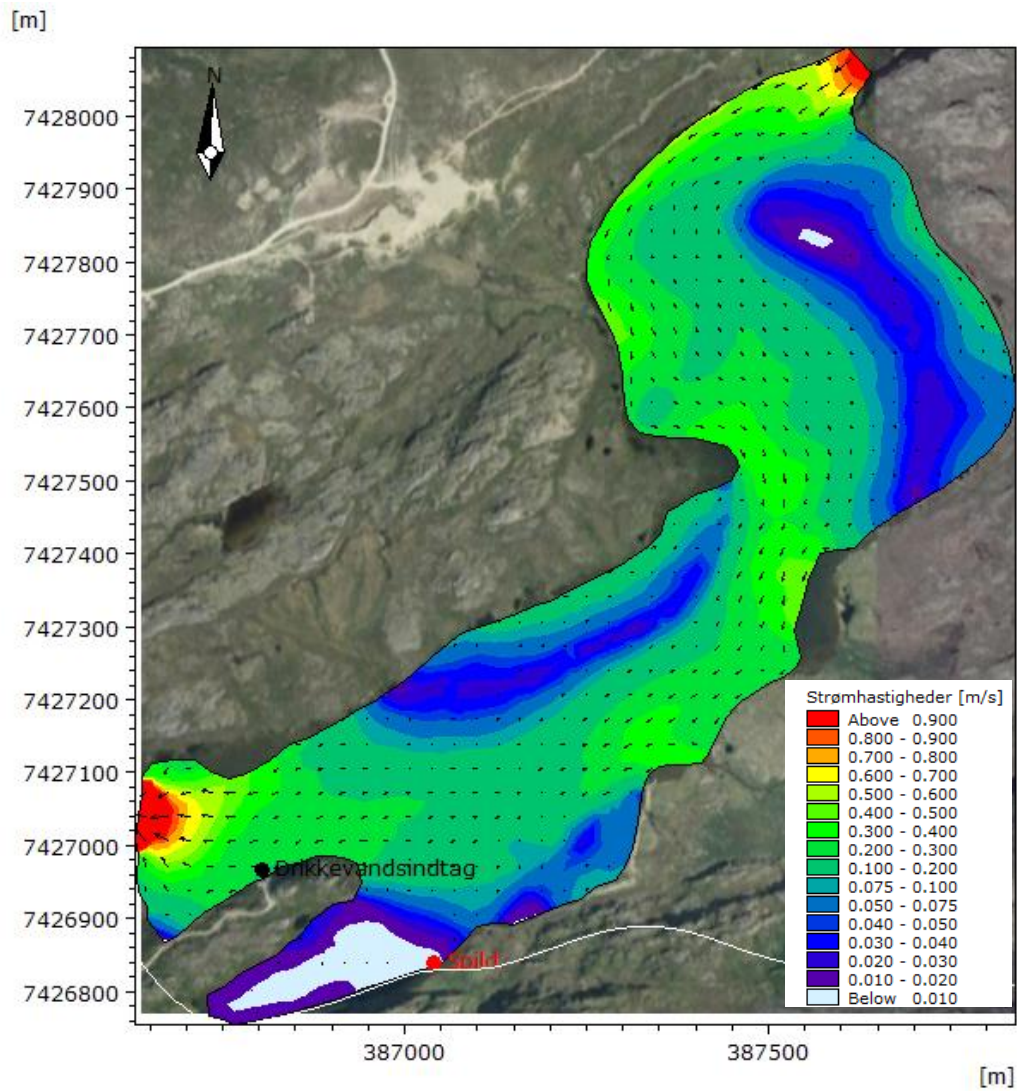 [m]
N
7428000
7427900
7427800
7427700
7427600
7427500
7427400
7427300
7427200
7427100
7427000
7426900
7426800
Drikkevandsindtag
Spild
Strømhastigheder [m/s]
Above 0.900
0.800 - 0.900
0.700 - 0.800
0.600 - 0.700
0.500 - 0.600
0.400 - 0.500
0.300 - 0.400
0.200 - 0.300
0.100 - 0.200
0.075 - 0.100
0.050 - 0.075
0.040 - 0.050
0.030 - 0.040
0.020 - 0.030
0.010 - 0.020
Below 0.010
387000
387500
[m]